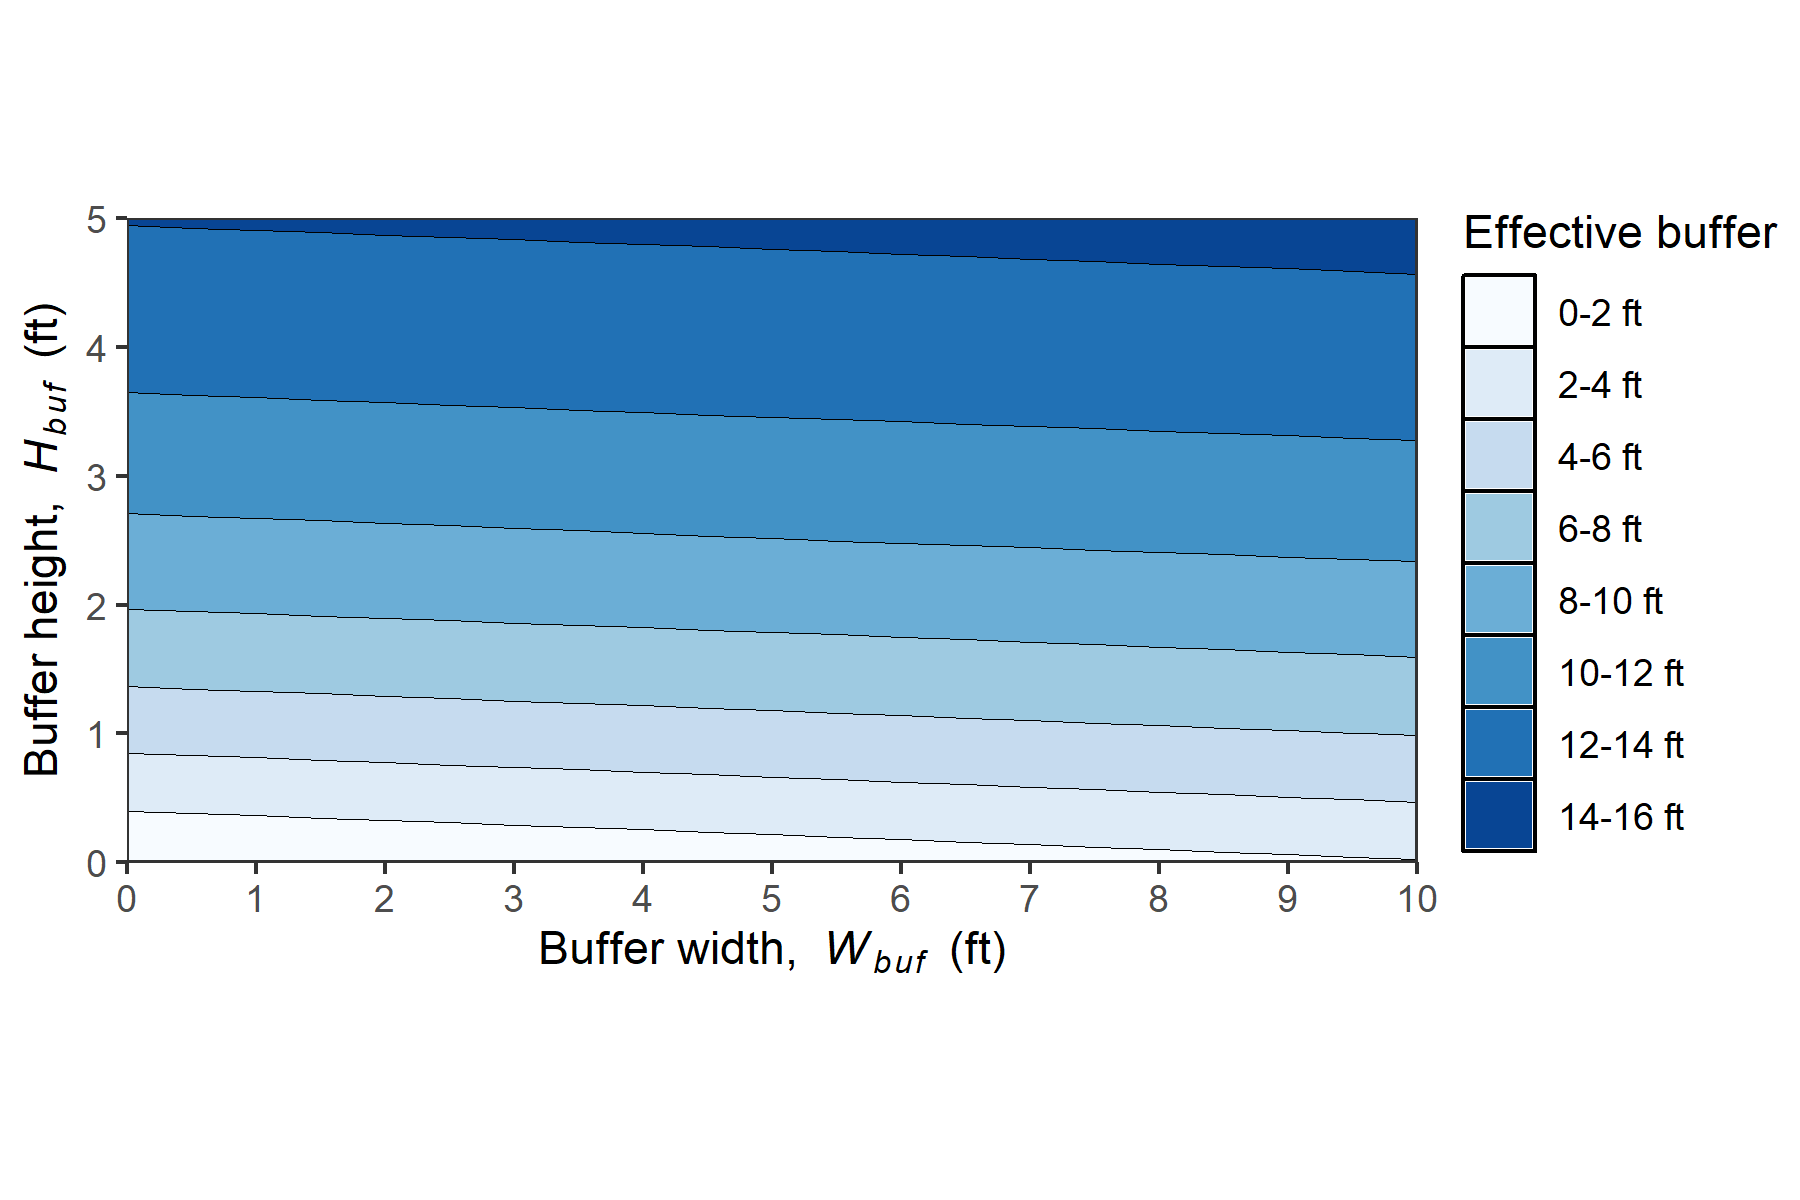 Effective buffer
0-2 ft
2-4 ft
4-6 ft
6-8 ft
8-10 ft
10-12 ft
12-14 ft
14-16 ft
Buffer height, H_buf (ft)
5
4
3
2
1
0
0 1 2 3 4 5 6 7 8 9 10
Buffer width, W_buf (ft)